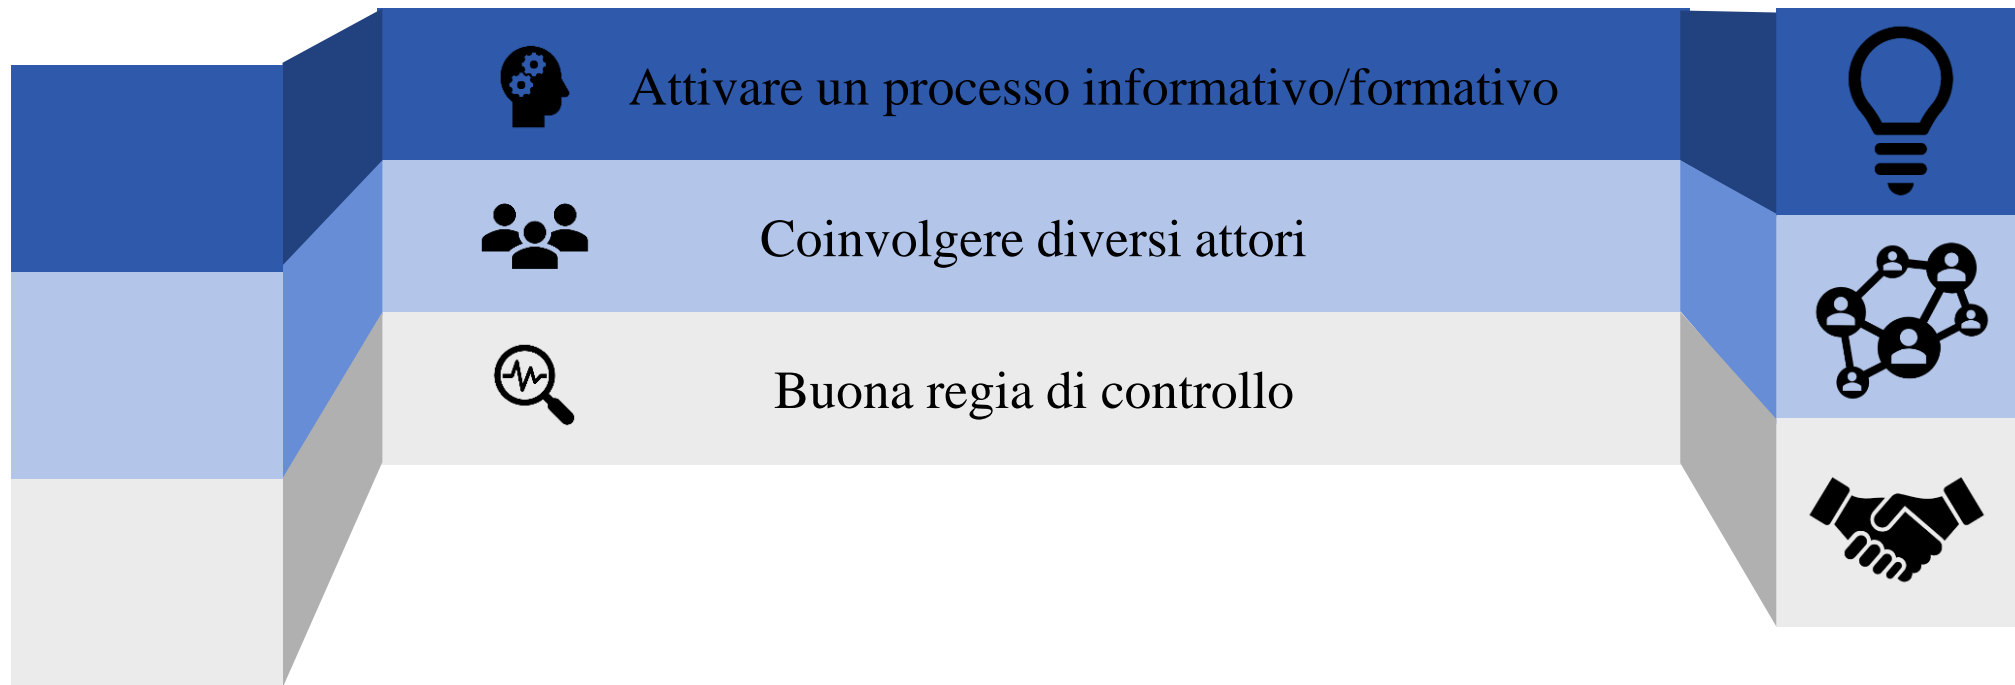 Attivare un processo informativo/formativo
Coinvolgere diversi attori
Buona regia di controllo